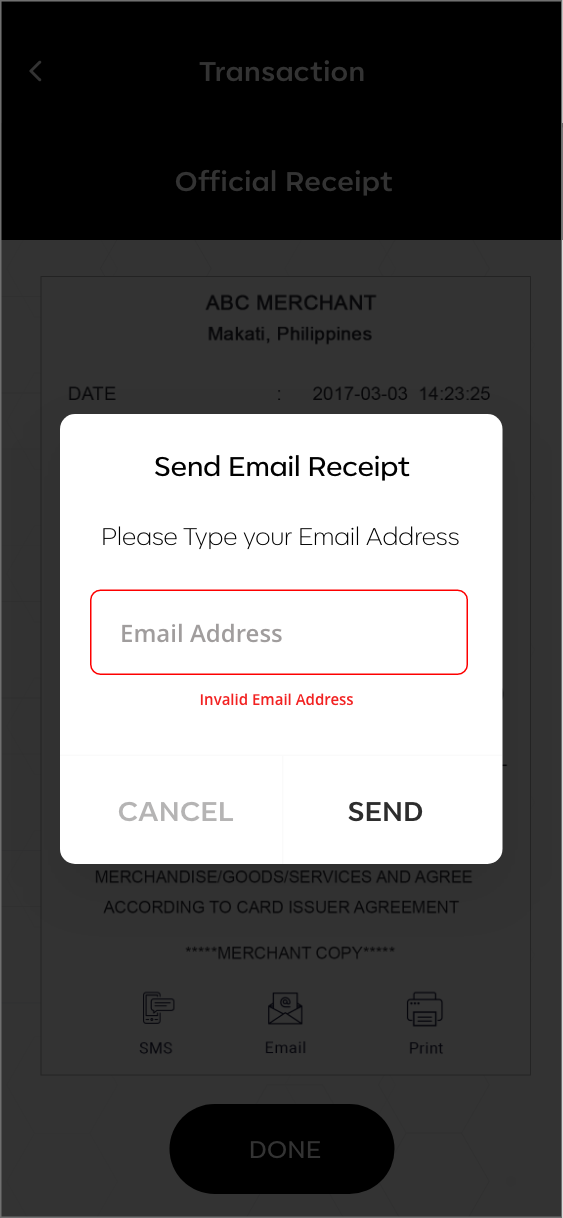 Transaction
Official Receipt
ABC MERCHANT
Makati, Philippines
DATE : 2017-03-03 14:23:25
Send Email Receipt
Please Type your Email Address
Email Address
Invalid Email Address
CANCEL SEND
MERCHANDISE/GOODS/SERVICES AND AGREE
ACCORDING TO CARD ISSUER AGREEMENT
*****MERCHANT COPY*****
SMS Email Print
DONE